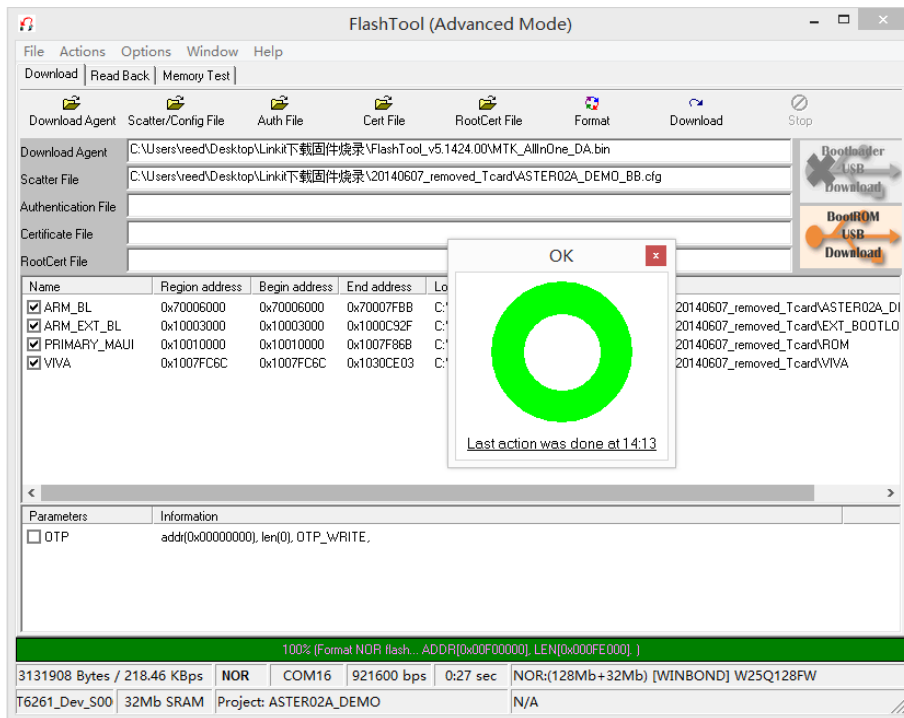 FlashTool (Advanced Mode)
File Actions Options Window Help
Download Read Back Memory Test
Download Agent Scatter/Config File Auth File Cert File RootCert File Format Download Stop
Download Agent C:\Users\reed\Desktop\Linkit下载固件烧录\FlashTool_v5.1424.00\MTK_AllInOne_DA.bin
Scatter File C:\Users\reed\Desktop\Linkit下载固件烧录\20140607_removed_Tcard\ASTER02A_DEMO_BB.cfg
Authentication File
Certificate File
RootCert File
Bootloader
USB
Download
BootROM
USB
Download
OK
Last action was done at 14:13
Name Region address Begin address End address Lo
ARM_BL 0x70006000 0x70006000 0x70007FBB C:\ 20140607_removed_Tcard\ASTER02A_DE
ARM_EXT_BL 0x10003000 0x10003000 0x1000C92F C:\ 20140607_removed_Tcard\EXT_BOOTLO
PRIMARY_MAUI 0x10010000 0x10010000 0x1007F86B C:\ 20140607_removed_Tcard\ROM
VIVA 0x1007FC6C 0x1007FC6C 0x1030CE03 C:\ 20140607_removed_Tcard\VIVA
Parameters Information
OTP addr(0x00000000), len(0), OTP_WRITE,
100% (Format NOR flash... ADDR[0x00F00000], LEN[0x000FE000]. )
3131908 Bytes / 218.46 KBps NOR COM16 921600 bps 0:27 sec NOR:(128Mb+32Mb) [WINBOND] W25Q128FW
T6261_Dev_S00 32Mb SRAM Project: ASTER02A_DEMO N/A